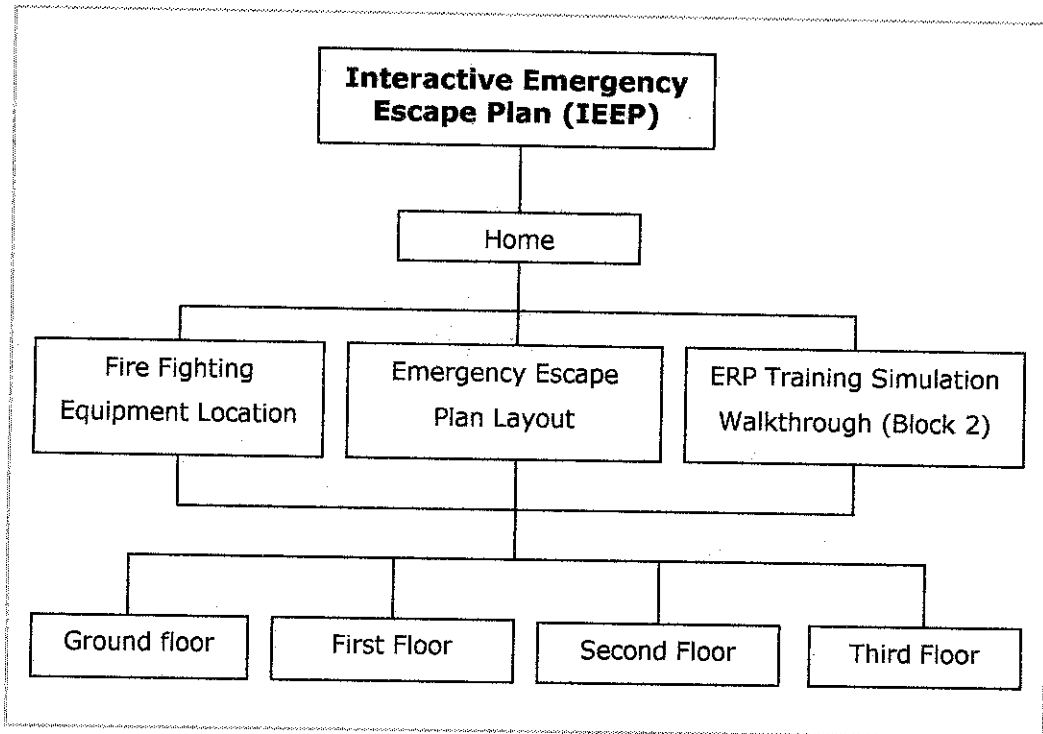 Interactive Emergency
Escape Plan (IEEP)
Home
Fire Fighting
Equipment Location
Emergency Escape
Plan Layout
ERP Training Simulation
Walkthrough (Block 2)
Ground floor
First Floor
Second Floor
Third Floor